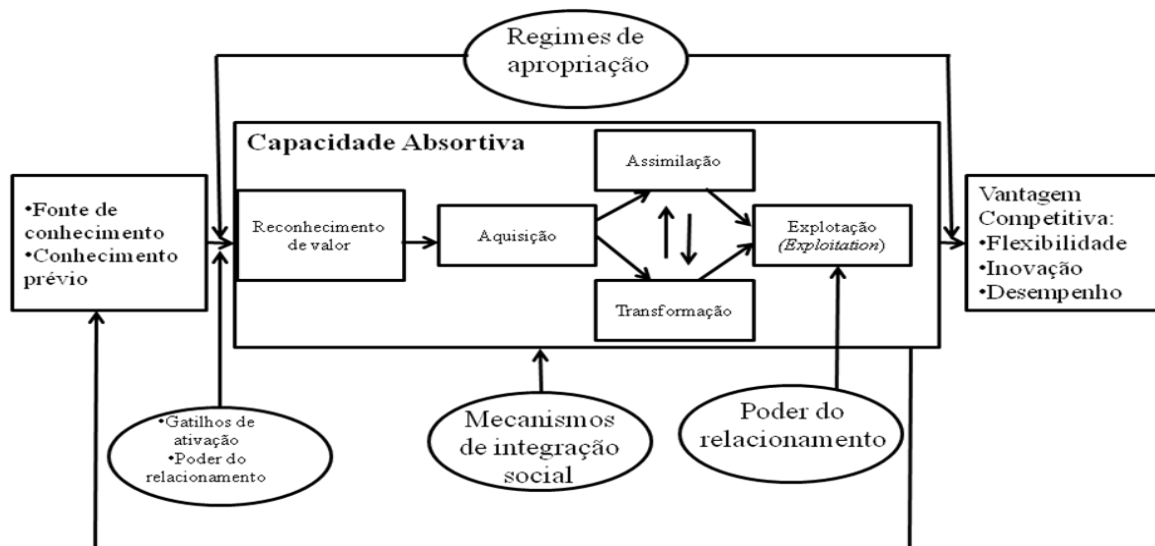 Regimes de
apropriação
Capacidade Absortiva
•Fonte de
conhecimento
•Conhecimento
prévio
Reconhecimento
de valor
Aquisição
Assimilação
Transformação
Explotação
(Exploitation)
Vantagem
Competitiva:
•Flexibilidade
•Inovação
•Desempenho
•Gatilhos de
ativação
•Poder do
relacionamento
Mecanismos
de integração
social
Poder do
relacionamento